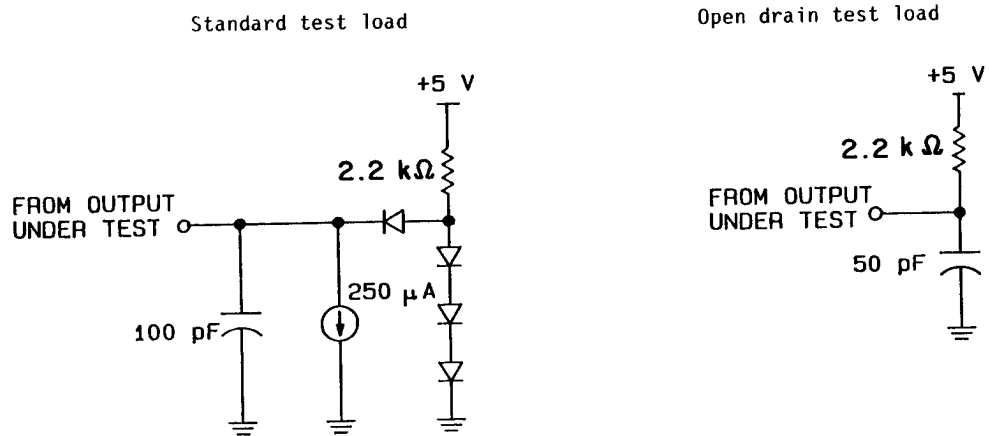 Standard test load
Open drain test load
+5 V
2.2 kΩ
FROM OUTPUT
UNDER TEST
250 μA
100 pF
+5 V
2.2 kΩ
FROM OUTPUT
UNDER TEST
50 pF